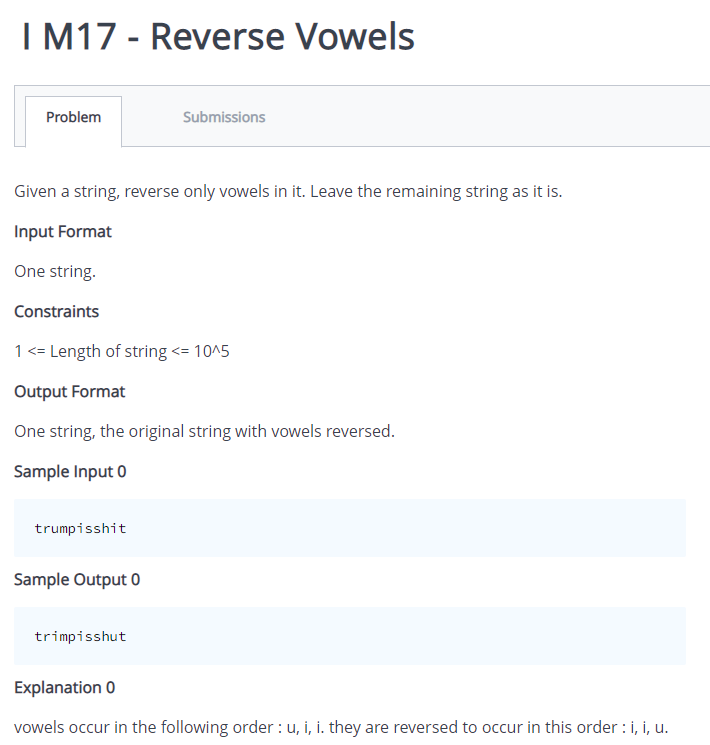 I M17 - Reverse Vowels
Problem
Submissions
Given a string, reverse only vowels in it. Leave the remaining string as it is.
Input Format
One string.
Constraints
1 <= Length of string <= 10^5
Output Format
One string, the original string with vowels reversed.
Sample Input 0
trumpisshit
Sample Output 0
trimpisshut
Explanation 0
vowels occur in the following order : u, i, i. they are reversed to occur in this order : i, i, u.